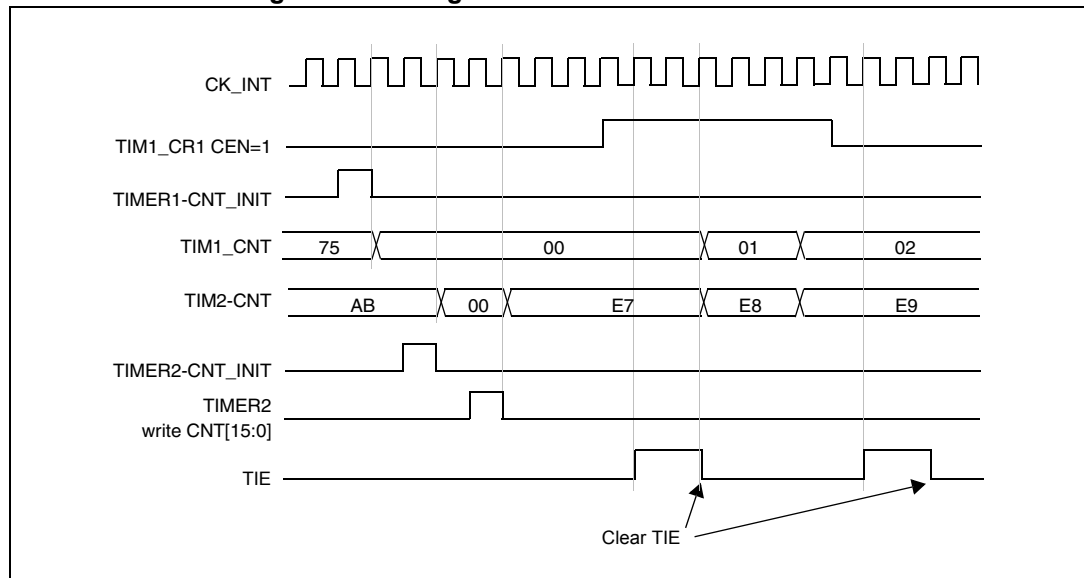 CK_INT
TIM1_CR1 CEN=1
TIMER1-CNT_INIT
TIM1_CNT 75 00 01 02
TIM2-CNT AB 00 E7 E8 E9
TIMER2-CNT_INIT
TIMER2
write CNT[15:0]
TIE
Clear TIE